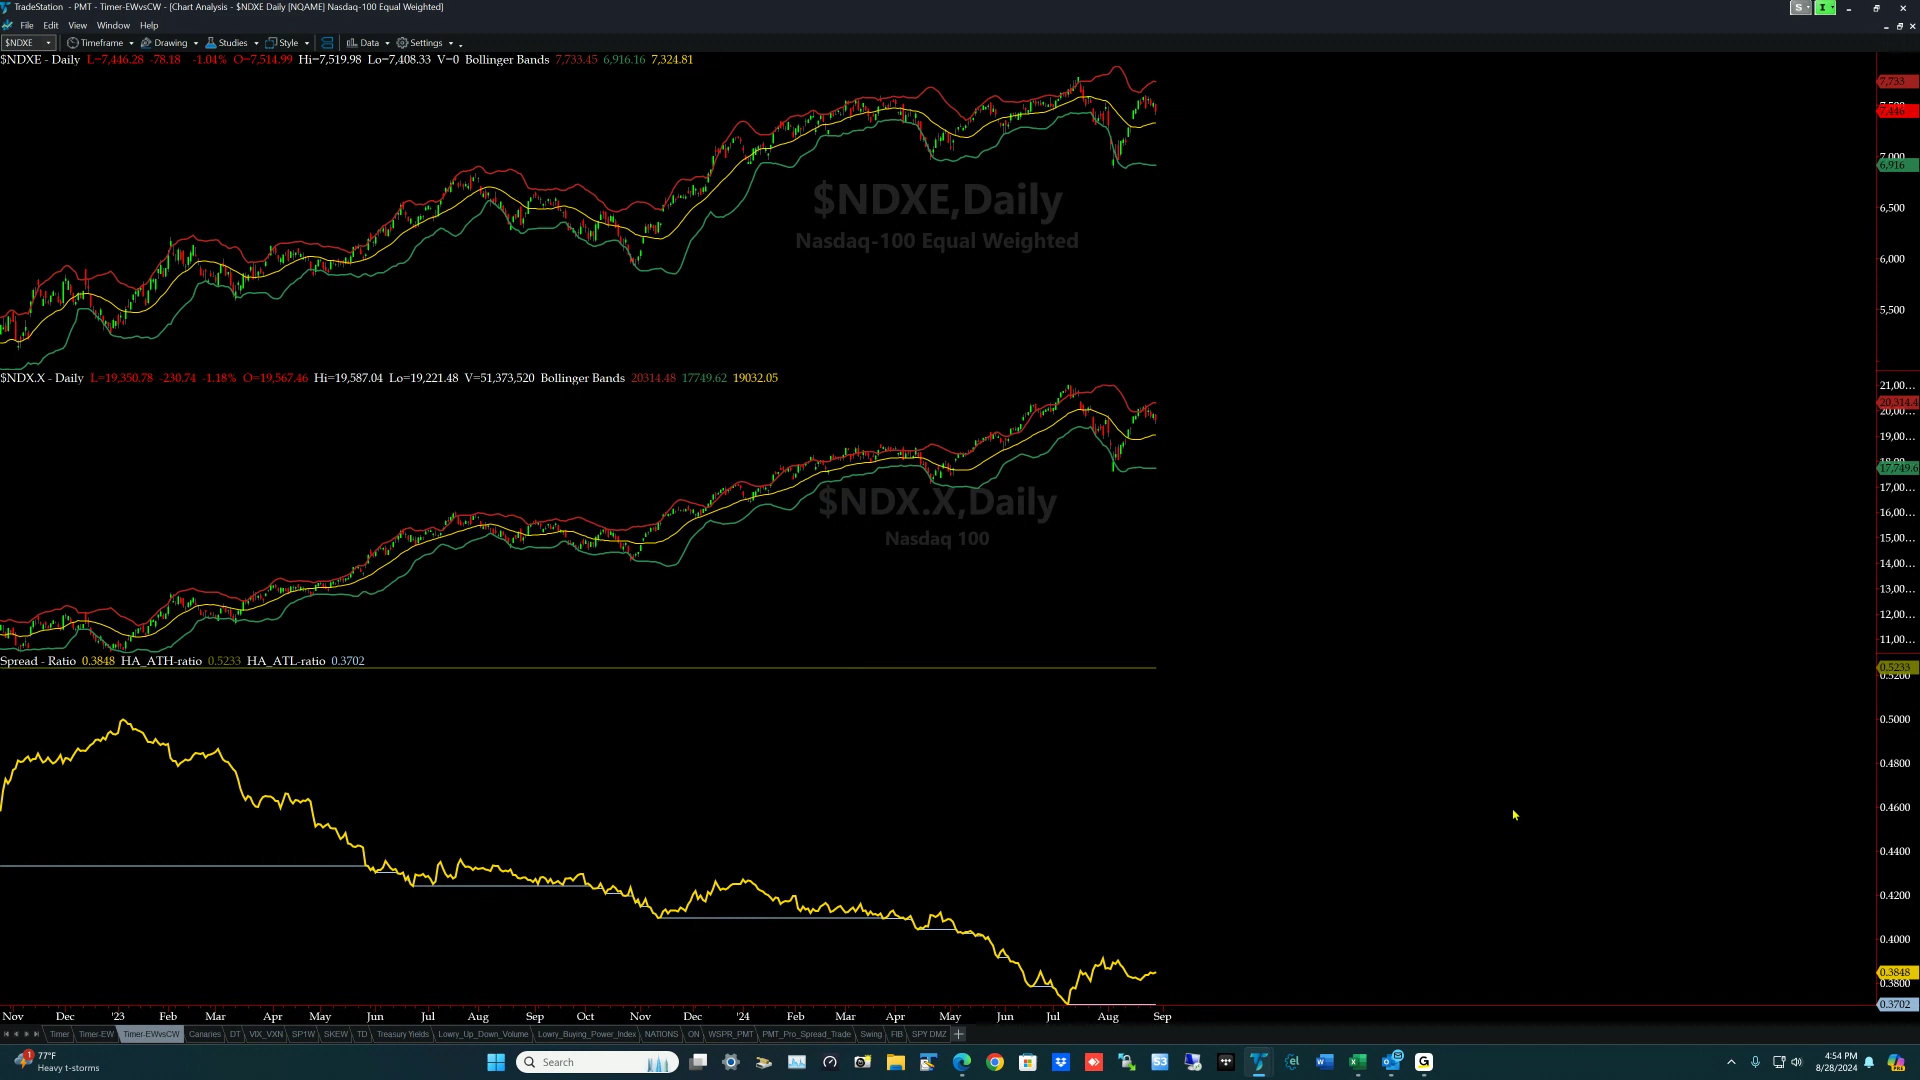 TradeStation - PMT - Timer-EWvsCW - [Chart Analysis - $NDXE Daily [NQAME] Nasdaq-100 Equal Weighted]
S I
File Edit View Window Help
$NDXE Timeframe Drawing Studies Style Data Settings
$NDXE - Daily L=7,446.28 -78.18 -1.04% O=7,514.99 Hi=7,519.98 Lo=7,408.33 V=0 Bollinger Bands 7,733.45 6,916.16 7,324.81
7,733
7,446
7,000
6,916
6,500
6,000
5,500
$NDXE,Daily
Nasdaq-100 Equal Weighted
$NDX.X - Daily L=19,350.78 -230.74 -1.18% O=19,567.46 Hi=19,587.04 Lo=19,221.48 V=51,373,520 Bollinger Bands 20314.48 17749.62 19032.05
21,00...
20,314.4
20,00...
19,00...
17,749.6
17,00...
16,00...
15,00...
14,00...
13,00...
12,00...
11,00...
$NDX.X,Daily
Nasdaq 100
Spread - Ratio 0.3848 HA_ATH-ratio 0.5233 HA_ATL-ratio 0.3702
0.5233
0.5200
0.5000
0.4800
0.4600
0.4400
0.4200
0.4000
0.3848
0.3800
0.3702
Nov Dec '23 Feb Mar Apr May Jun Jul Aug Sep Oct Nov Dec '24 Feb Mar Apr May Jun Jul Aug Sep
Timer Timer-EW Timer-EWvsCW Canaries DT VIX_VXN SP1W SKEW TD Treasury Yields Lowry_Up_Down_Volume Lowry_Buying_Power_Index NATIONS ON WSPR_PMT PMT_Pro_Spread_Trade Swing FIB SPY DMZ
1 77°F
Heavy t-storms
Search
4:54 PM
8/28/2024